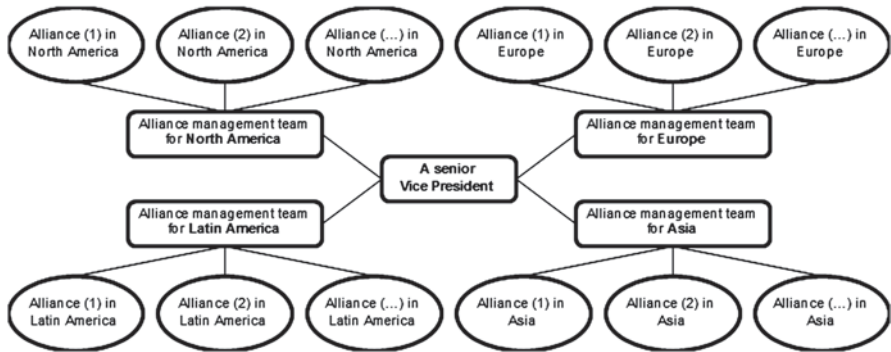 Alliance (1) in
North America
Alliance (2) in
North America
Alliance (...) in
North America
Alliance (1) in
Europe
Alliance (2) in
Europe
Alliance (...) in
Europe
Alliance management team
for North America
Alliance management team
for Europe
A senior
Vice President
Alliance management team
for Latin America
Alliance management team
for Asia
Alliance (1) in
Latin America
Alliance (2) in
Latin America
Alliance (...) in
Latin America
Alliance (1) in
Asia
Alliance (2) in
Asia
Alliance (...) in
Asia